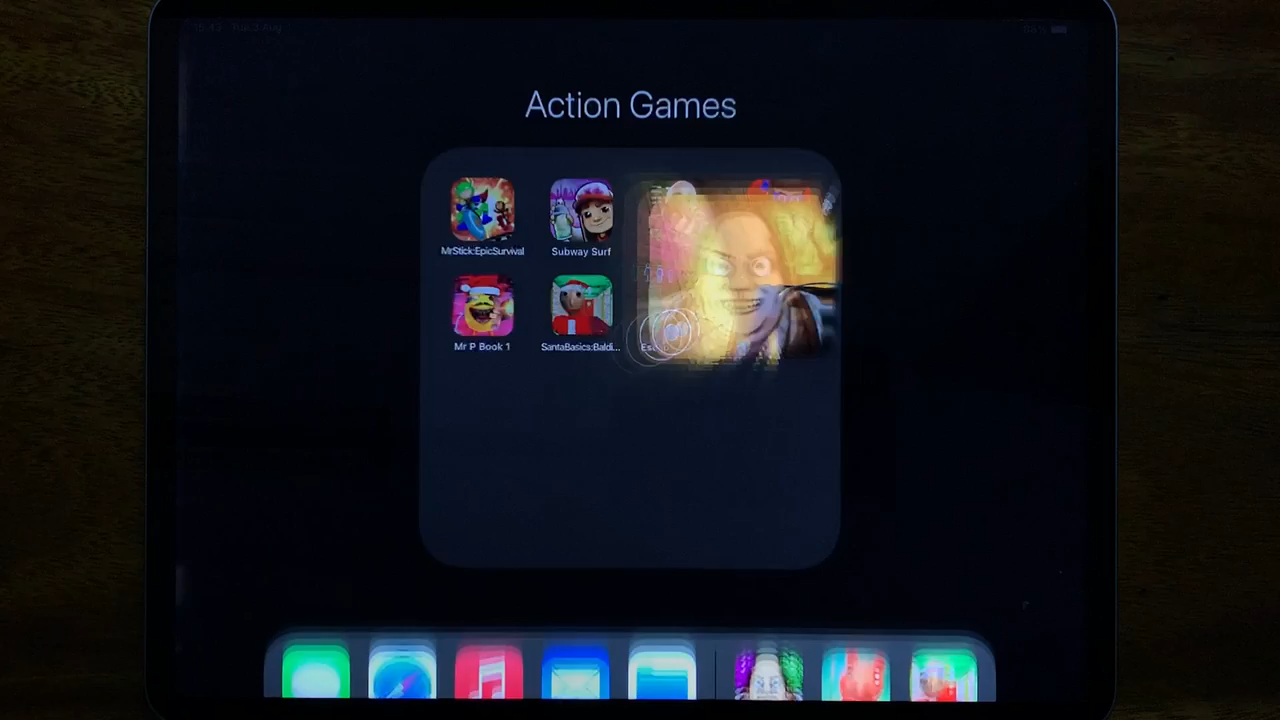 Action Games
MrStick:EpicSurvival
Subway Surf
Mr P Book 1
SantaBasics:Baldi...